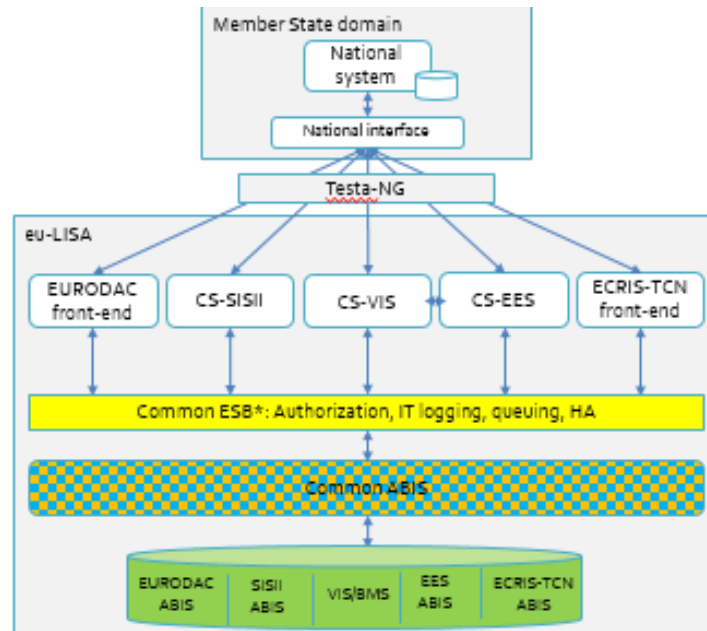 Member State domain
National
system
National interface
Testa-NG
eu-LISA
EURODAC
front-end
CS-SISII
CS-VIS
CS-EES
ECRIS-TCN
front-end
Common ESB*: Authorization, IT logging, queuing, HA
Common ABIS
EURODAC
ABIS
SISII
ABIS
VIS/BMS
EES
ABIS
ECRIS-TCN
ABIS